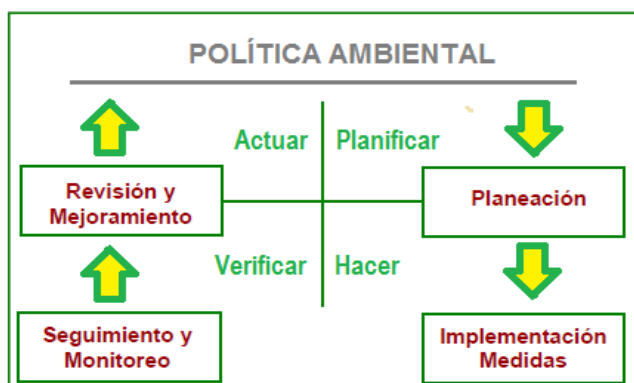 POLÍTICA AMBIENTAL
Actuar
Planificar
Revisión y
Mejoramiento
Planeación
Verificar
Hacer
Seguimiento y
Monitoreo
Implementación
Medidas